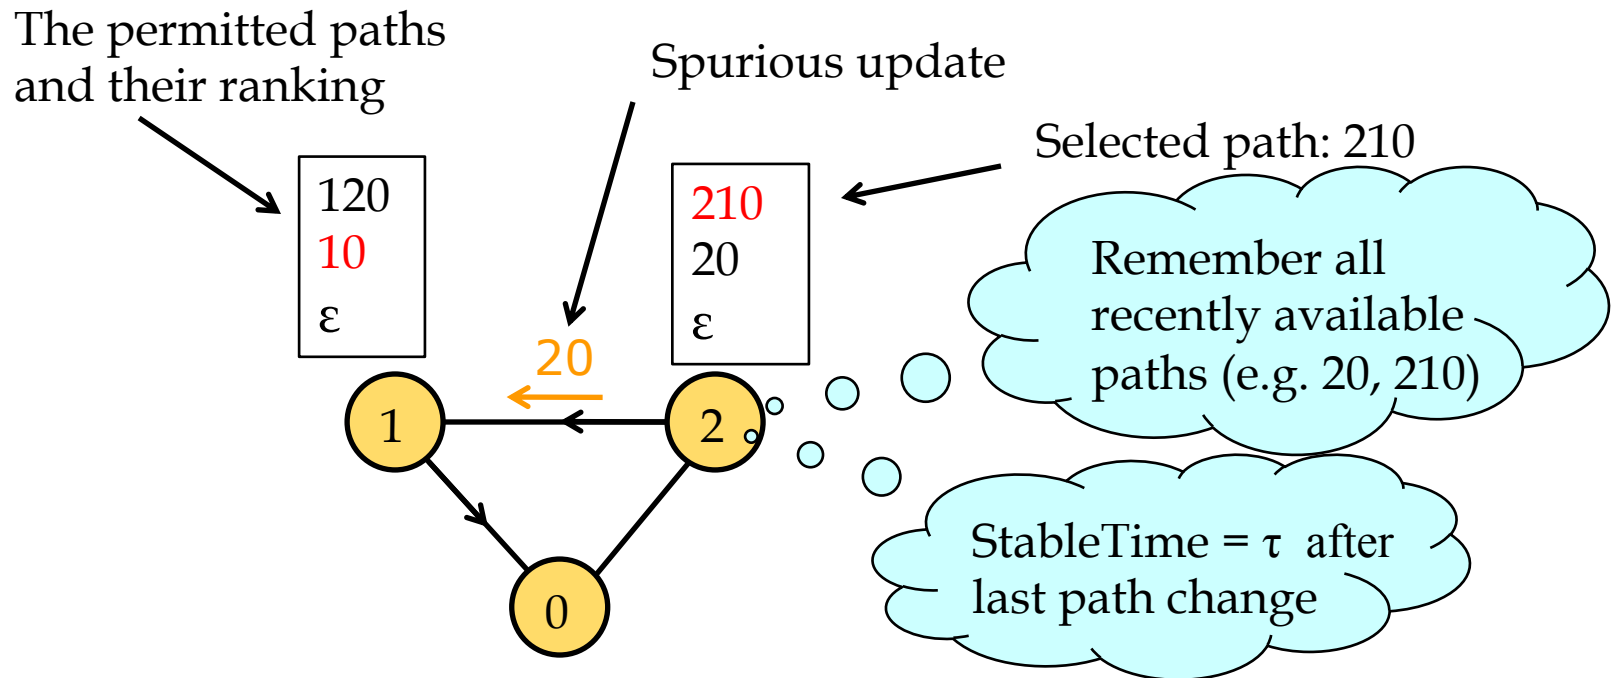 The permitted paths
and their ranking
Spurious update
Selected path: 210
120
10
ε
210
20
ε
20
1
2
0
Remember all
recently available
paths (e.g. 20, 210)
StableTime = τ after
last path change